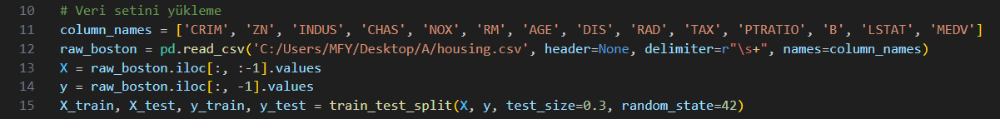 10 # Veri setini yükleme
11 column_names = ['CRIM', 'ZN', 'INDUS', 'CHAS', 'NOX', 'RM', 'AGE', 'DIS', 'RAD', 'TAX', 'PTRATIO', 'B', 'LSTAT', 'MEDV']
12 raw_boston = pd.read_csv('C:/Users/MFY/Desktop/A/housing.csv', header=None, delimiter=r"\s+", names=column_names)
13 X = raw_boston.iloc[:, :-1].values
14 y = raw_boston.iloc[:, -1].values
15 X_train, X_test, y_train, y_test = train_test_split(X, y, test_size=0.3, random_state=42)